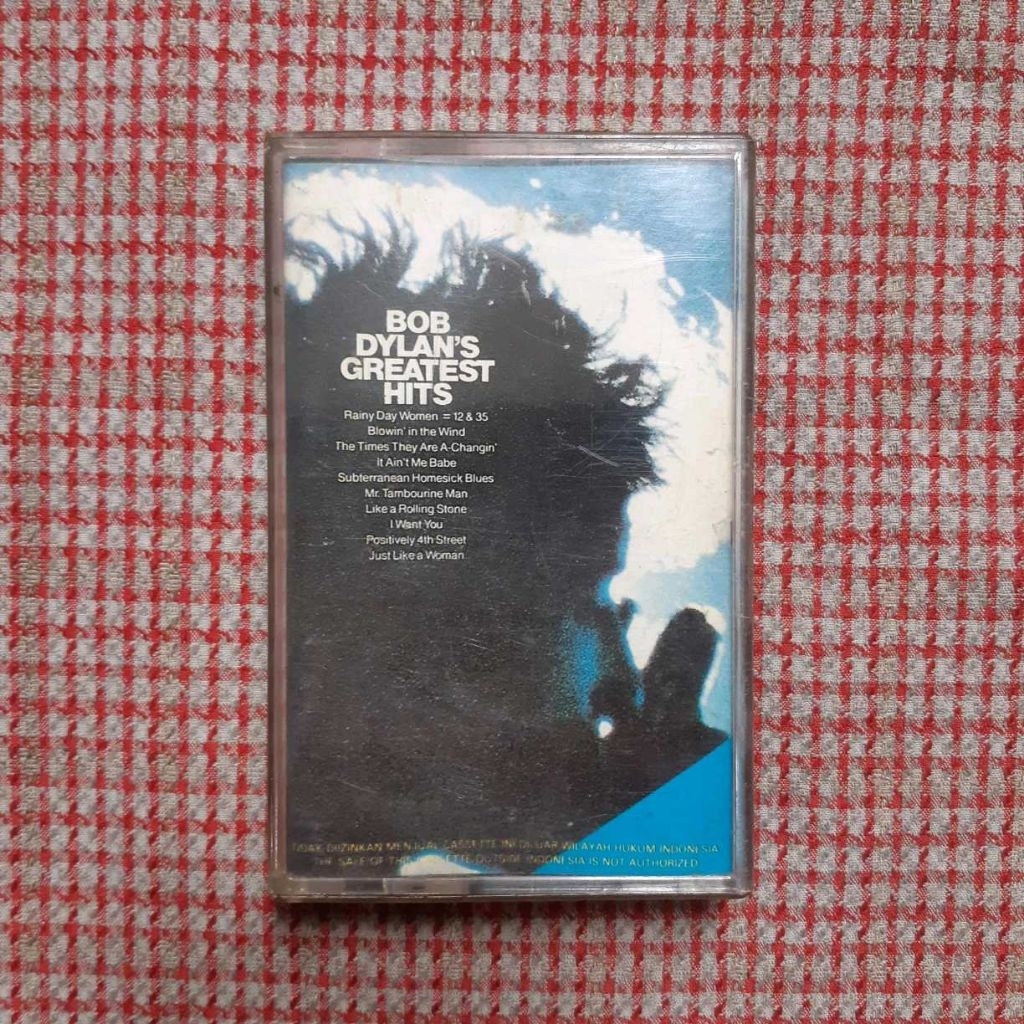 BOB
DYLAN'S
GREATEST
HITS
Rainy Day Women = 12 & 35
Blowin' in the Wind
The Times They Are A-Changin'
It Ain't Me Babe
Subterranean Homesick Blues
Mr. Tambourine Man
Like a Rolling Stone
I Want You
Positively 4th Street
Just Like a Woman
TIDAK DIIZINKAN MENJUAL CASSETTE INI DILUAR WILAYAH HUKUM INDONESIA
THE SALE OF THIS CASSETTE OUTSIDE INDONESIA IS NOT AUTHORIZED